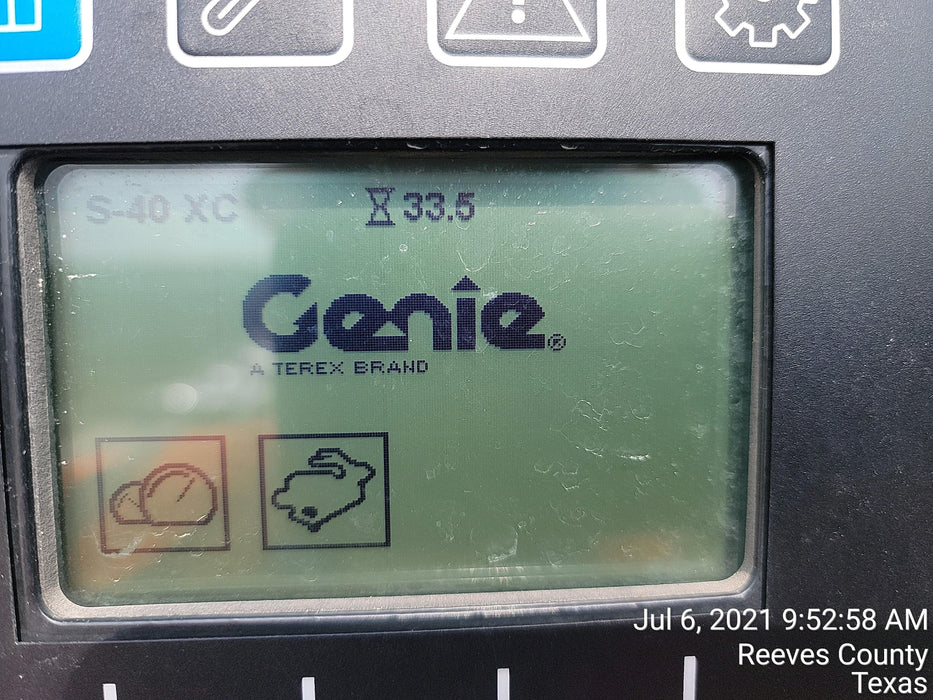 S-40 XC
33.5
Genie®
A TEREX BRAND
Jul 6, 2021 9:52:58 AM
Reeves County
Texas